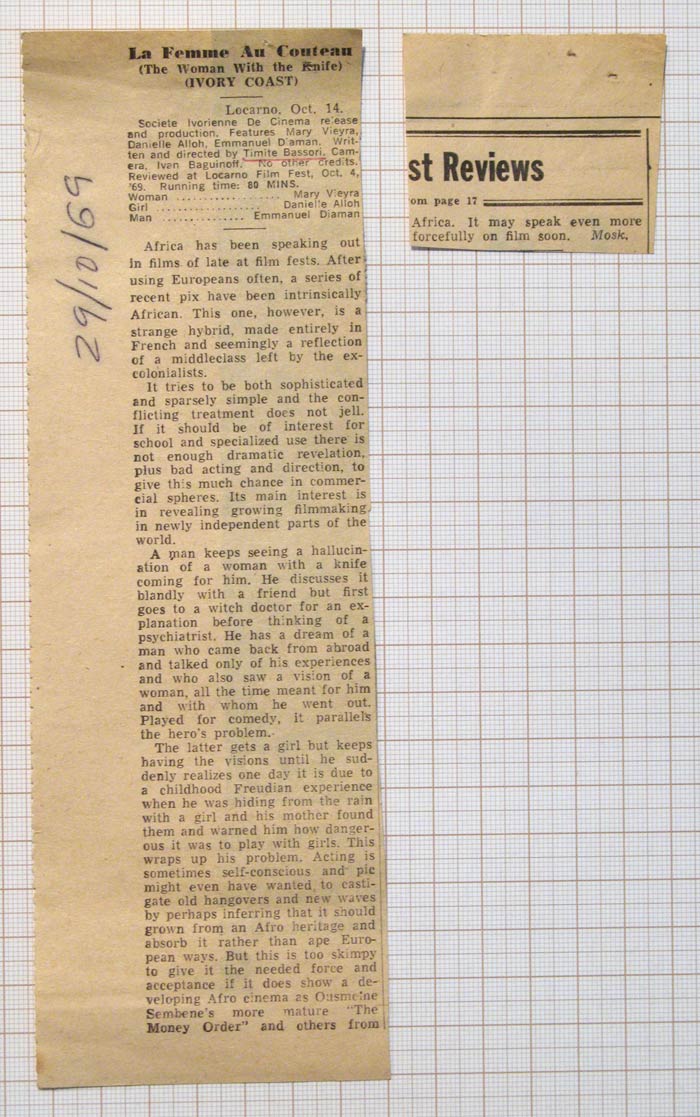 La Femme Au Couteau
(The Woman With the Knife)
(IVORY COAST)
Locarno, Oct. 14.
Societe Ivorienne De Cinema release
and production. Features Mary Vieyra,
Danielle Alloh, Emmanuel Diaman. Writ-
ten and directed by Timite Bassori. Cam-
era, Ivan Baguinoff. No other credits.
Reviewed at Locarno Film Fest, Oct. 4,
'69. Running time: 80 MINS.
Woman .................. Mary Vieyra
Girl .................. Danielle Alloh
Man .............. Emmanuel Diaman
Africa has been speaking out
in films of late at film fests. After
using Europeans often, a series of
recent pix have been intrinsically
African. This one, however, is a
strange hybrid, made entirely in
French and seemingly a reflection
of a middleclass left by the ex-
colonialists.
It tries to be both sophisticated
and sparsely simple and the con-
flicting treatment does not jell.
If it should be of interest for
school and specialized use there is
not enough dramatic revelation,
plus bad acting and direction, to
give this much chance in commer-
cial spheres. Its main interest is
in revealing growing filmmaking
in newly independent parts of the
world.
A man keeps seeing a hallucin-
ation of a woman with a knife
coming for him. He discusses it
blandly with a friend but first
goes to a witch doctor for an ex-
planation before thinking of a
psychiatrist. He has a dream of a
man who came back from abroad
and talked only of his experiences
and who also saw a vision of a
woman, all the time meant for him
and with whom he went out.
Played for comedy, it parallels
the hero's problem.
The latter gets a girl but keeps
having the visions until he sud-
denly realizes one day it is due to
a childhood Freudian experience
when he was hiding from the rain
with a girl and his mother found
them and warned him how danger-
ous it was to play with girls. This
wraps up his problem. Acting is
sometimes self-conscious and pic
might even have wanted to casti-
gate old hangovers and new waves
by perhaps inferring that it should
grown from an Afro heritage and
absorb it rather than ape Euro-
pean ways. But this is too skimpy
to give it the needed force and
acceptance if it does show a de-
veloping Afro cinema as Ousmene
Sembene's more mature "The
Money Order" and others from
29/10/69
st Reviews
om page 17
Africa. It may speak even more
forcefully on film soon. Mosk.